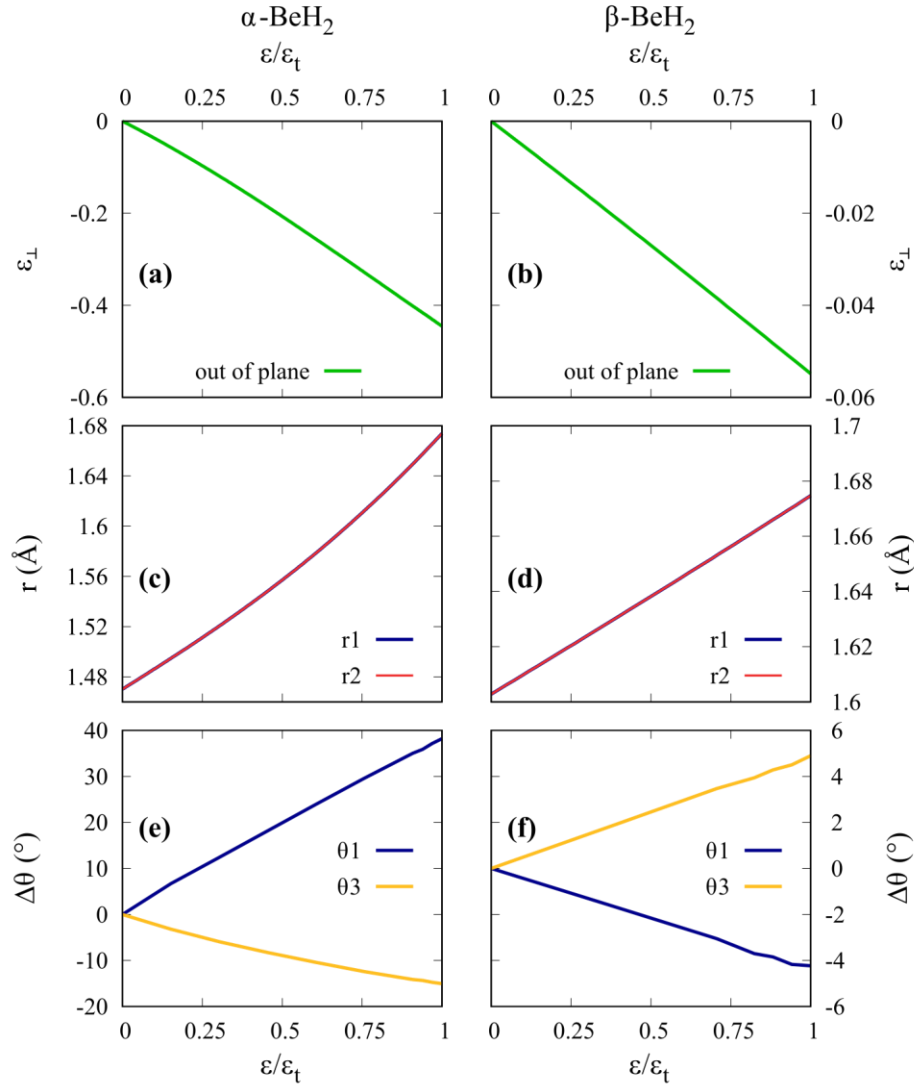 α-BeH2 β-BeH2
ε/εt ε/εt
0 0.25 0.5 0.75 1 0 0.25 0.5 0.75 1
0 0
-0.2 -0.02
ε⊥ ε⊥
(a) (b)
-0.4 -0.04
out of plane out of plane
-0.6 -0.06
1.68 1.7
1.64 1.68
1.6 1.66
r (Å) r (Å)
1.56 (c) (d) 1.64
1.52 r1 r1 1.62
1.48 r2 r2
1.6
40 6
30 4
(e) (f)
20 θ1 θ1 2
Δθ (°) Δθ (°)
10 θ3 θ3 0
0 -2
-10 -4
-20 -6
0 0.25 0.5 0.75 1 0 0.25 0.5 0.75 1
ε/εt ε/εt